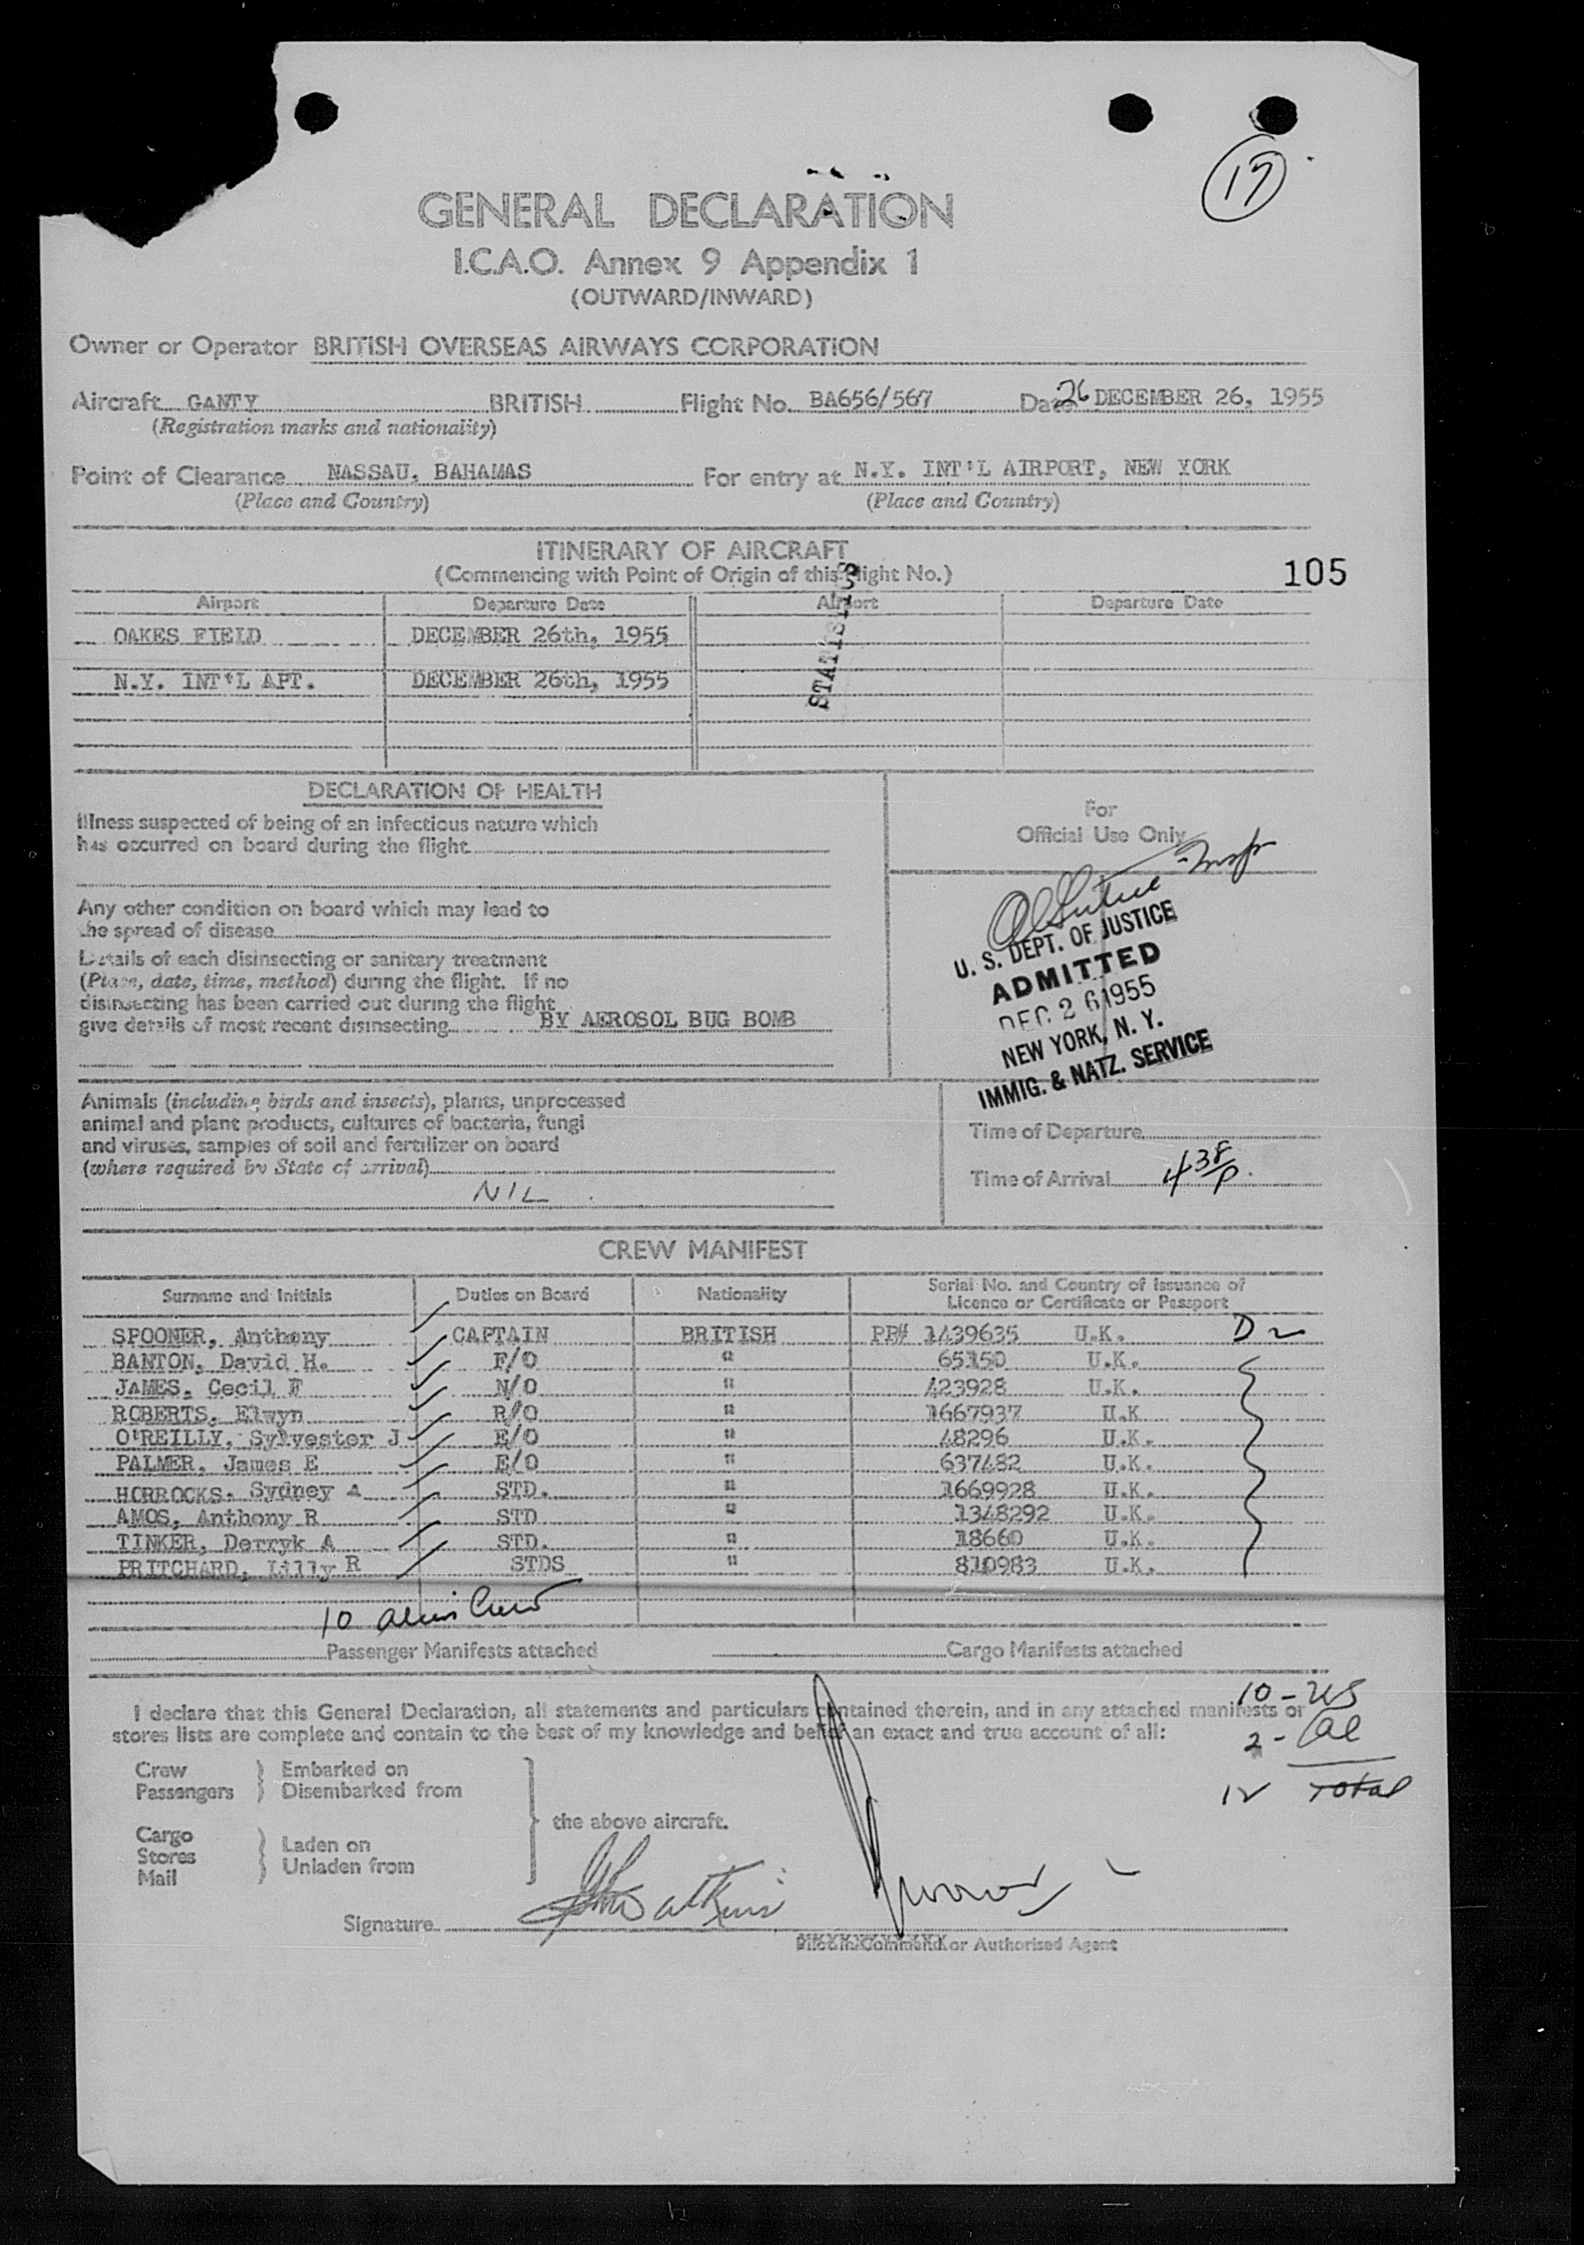 17
GENERAL DECLARATION
I.C.A.O. Annex 9 Appendix 1
(OUTWARD/INWARD)
Owner or Operator BRITISH OVERSEAS AIRWAYS CORPORATION
Aircraft GANTY BRITISH Flight No. BA656/567 Date 26 DECEMBER 26, 1955
(Registration marks and nationality)
Point of Clearance NASSAU, BAHAMAS For entry at N.Y. INT'L AIRPORT, NEW YORK
(Place and Country) (Place and Country)
ITINERARY OF AIRCRAFT
(Commencing with Point of Origin of this Flight No.)
105
Airport Departure Date Airport Departure Date
OAKES FIELD DECEMBER 26th, 1955
N.Y. INT'L APT. DECEMBER 26th, 1955
STATISTICS
DECLARATION OF HEALTH
Illness suspected of being of an infectious nature which
has occurred on board during the flight
Any other condition on board which may lead to
the spread of disease
Details of each disinsecting or sanitary treatment
(Place, date, time, method) during the flight. If no
disinsecting has been carried out during the flight
give details of most recent disinsecting BY AEROSOL BUG BOMB
For
Official Use Only
U. S. DEPT. OF JUSTICE
ADMITTED
DEC 26 1955
NEW YORK, N. Y.
IMMIG. & NATZ. SERVICE
Animals (including birds and insects), plants, unprocessed
animal and plant products, cultures of bacteria, fungi
and viruses, samples of soil and fertilizer on board
(where required by State of arrival)
NIL
Time of Departure
Time of Arrival 4 38 P.
CREW MANIFEST
Surname and Initials Duties on Board Nationality Serial No. and Country of Issuance of
Licence or Certificate or Passport
SPOONER, Anthony CAPTAIN BRITISH PP# 1439635 U.K. D
BANTON, David H. F/O " 65150 U.K.
JAMES, Cecil F N/O " 423928 U.K.
ROBERTS, Elwyn R/O " 1667937 U.K
O'REILLY, Sylvester J E/O " 48296 U.K.
PALMER, James E E/O " 637482 U.K.
HORROCKS, Sydney A STD. " 1669928 U.K.
AMOS, Anthony R STD " 1348292 U.K.
TINKER, Derryk A STD. " 18660 U.K.
PRITCHARD, Lilly R STDS " 810983 U.K.
10 alien Crew
Passenger Manifests attached Cargo Manifests attached
I declare that this General Declaration, all statements and particulars contained therein, and in any attached manifests or
stores lists are complete and contain to the best of my knowledge and belief an exact and true account of all:
10 - US
2 - al
12 Total
Crew Embarked on
Passengers Disembarked from
the above aircraft.
Cargo Laden on
Stores Unladen from
Mail
Signature
Pilot in Command or Authorised Agent